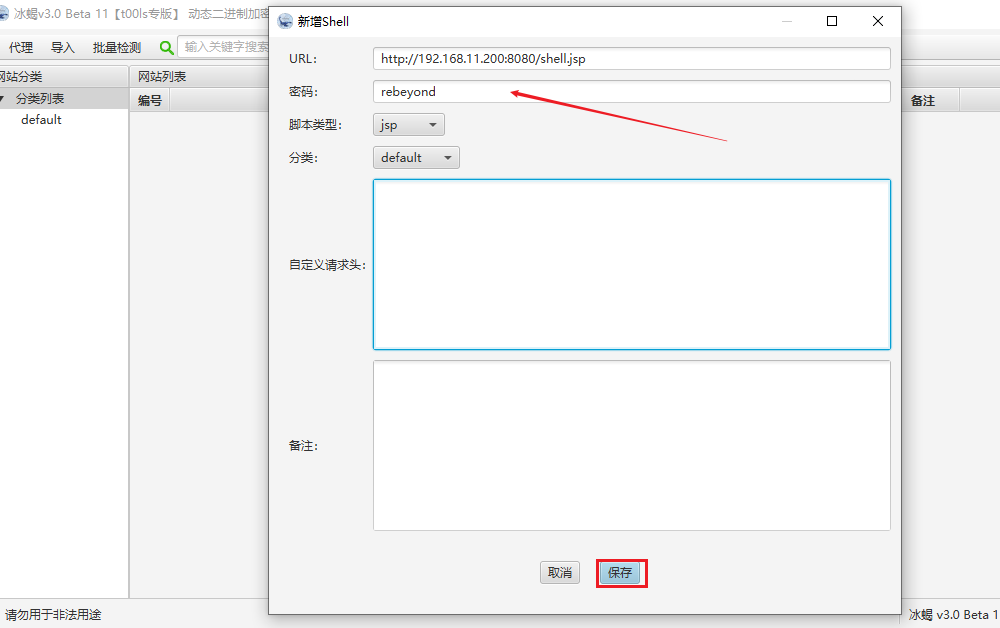 冰蝎v3.0 Beta 11【t00ls专版】 动态二进制加密
新增Shell
代理 导入 批量检测 输入关键字搜索
URL: http://192.168.11.200:8080/shell.jsp
网站分类 网站列表
密码: rebeyond
分类列表 编号 备注
default
脚本类型: jsp
分类: default
自定义请求头:
备注:
取消 保存
请勿用于非法用途 冰蝎 v3.0 Beta 1